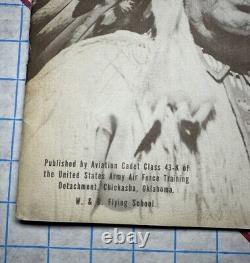 Published by Aviation Cadet Class 43-K of
the United States Army Air Force Training
Detachment, Chickasha, Oklahoma.
W. & B. Flying School.